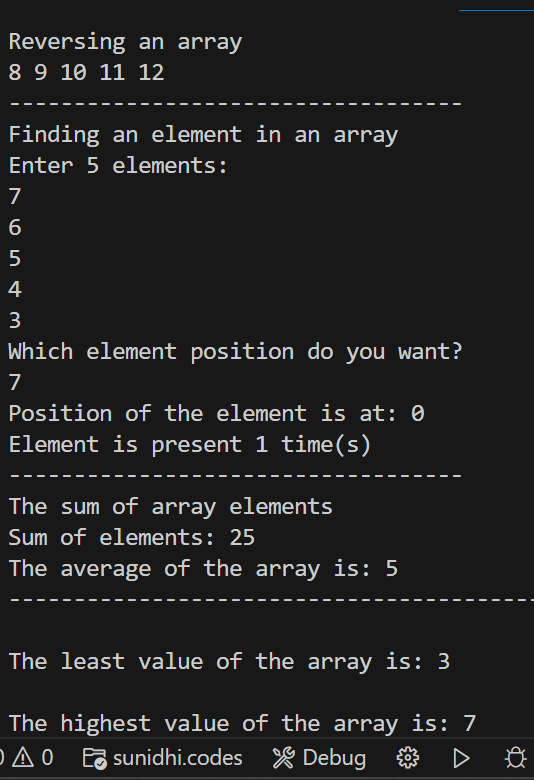 Reversing an array
8 9 10 11 12
-----------------------------------
Finding an element in an array
Enter 5 elements:
7
6
5
4
3
Which element position do you want?
7
Position of the element is at: 0
Element is present 1 time(s)
-----------------------------------
The sum of array elements
Sum of elements: 25
The average of the array is: 5
-----------------------------------------
The least value of the array is: 3
The highest value of the array is: 7
0 0 sunidhi.codes Debug